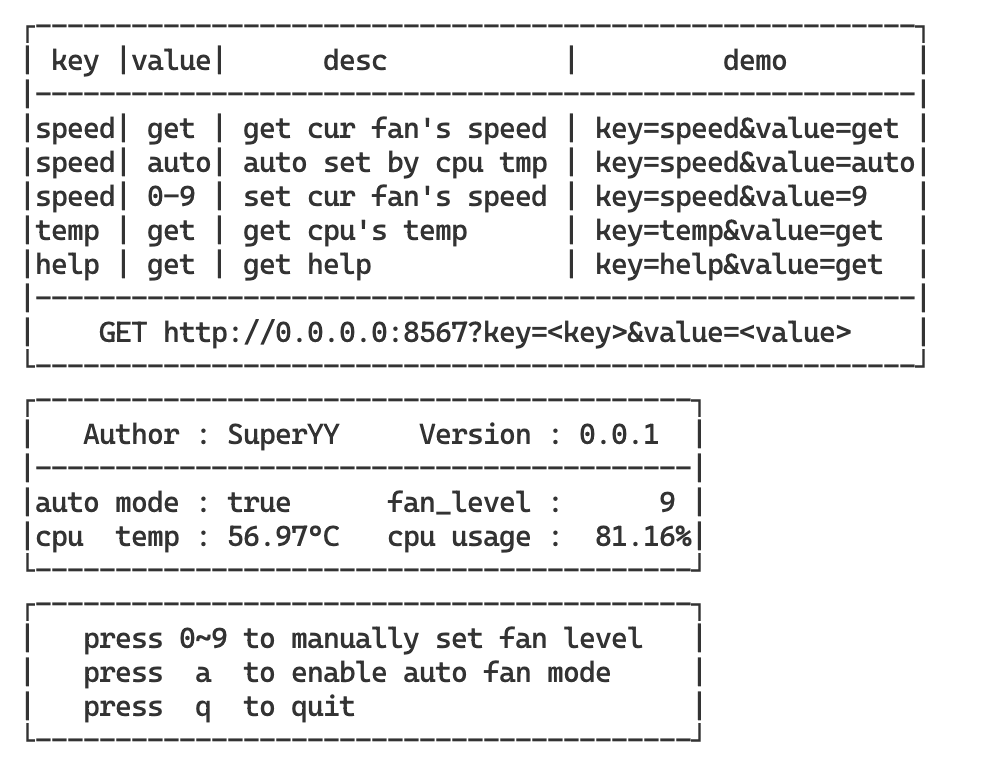 key |value| desc | demo
speed| get | get cur fan's speed | key=speed&value=get
speed| auto| auto set by cpu tmp | key=speed&value=auto
speed| 0-9 | set cur fan's speed | key=speed&value=9
temp | get | get cpu's temp | key=temp&value=get
help | get | get help | key=help&value=get
GET http://0.0.0.0:8567?key=<key>&value=<value>
Author : SuperYY Version : 0.0.1
auto mode : true fan_level : 9
cpu temp : 56.97°C cpu usage : 81.16%
press 0~9 to manually set fan level
press a to enable auto fan mode
press q to quit